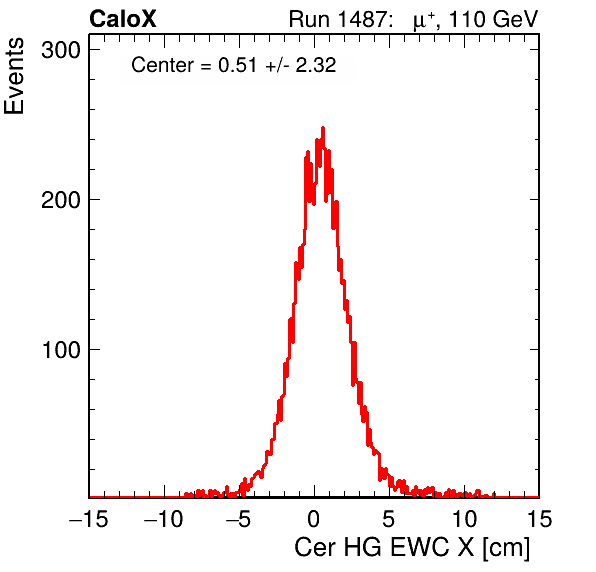 CaloX
Run 1487: μ⁺, 110 GeV
Events
Center = 0.51 +/- 2.32
300
200
100
−15 −10 −5 0 5 10 15
Cer HG EWC X [cm]